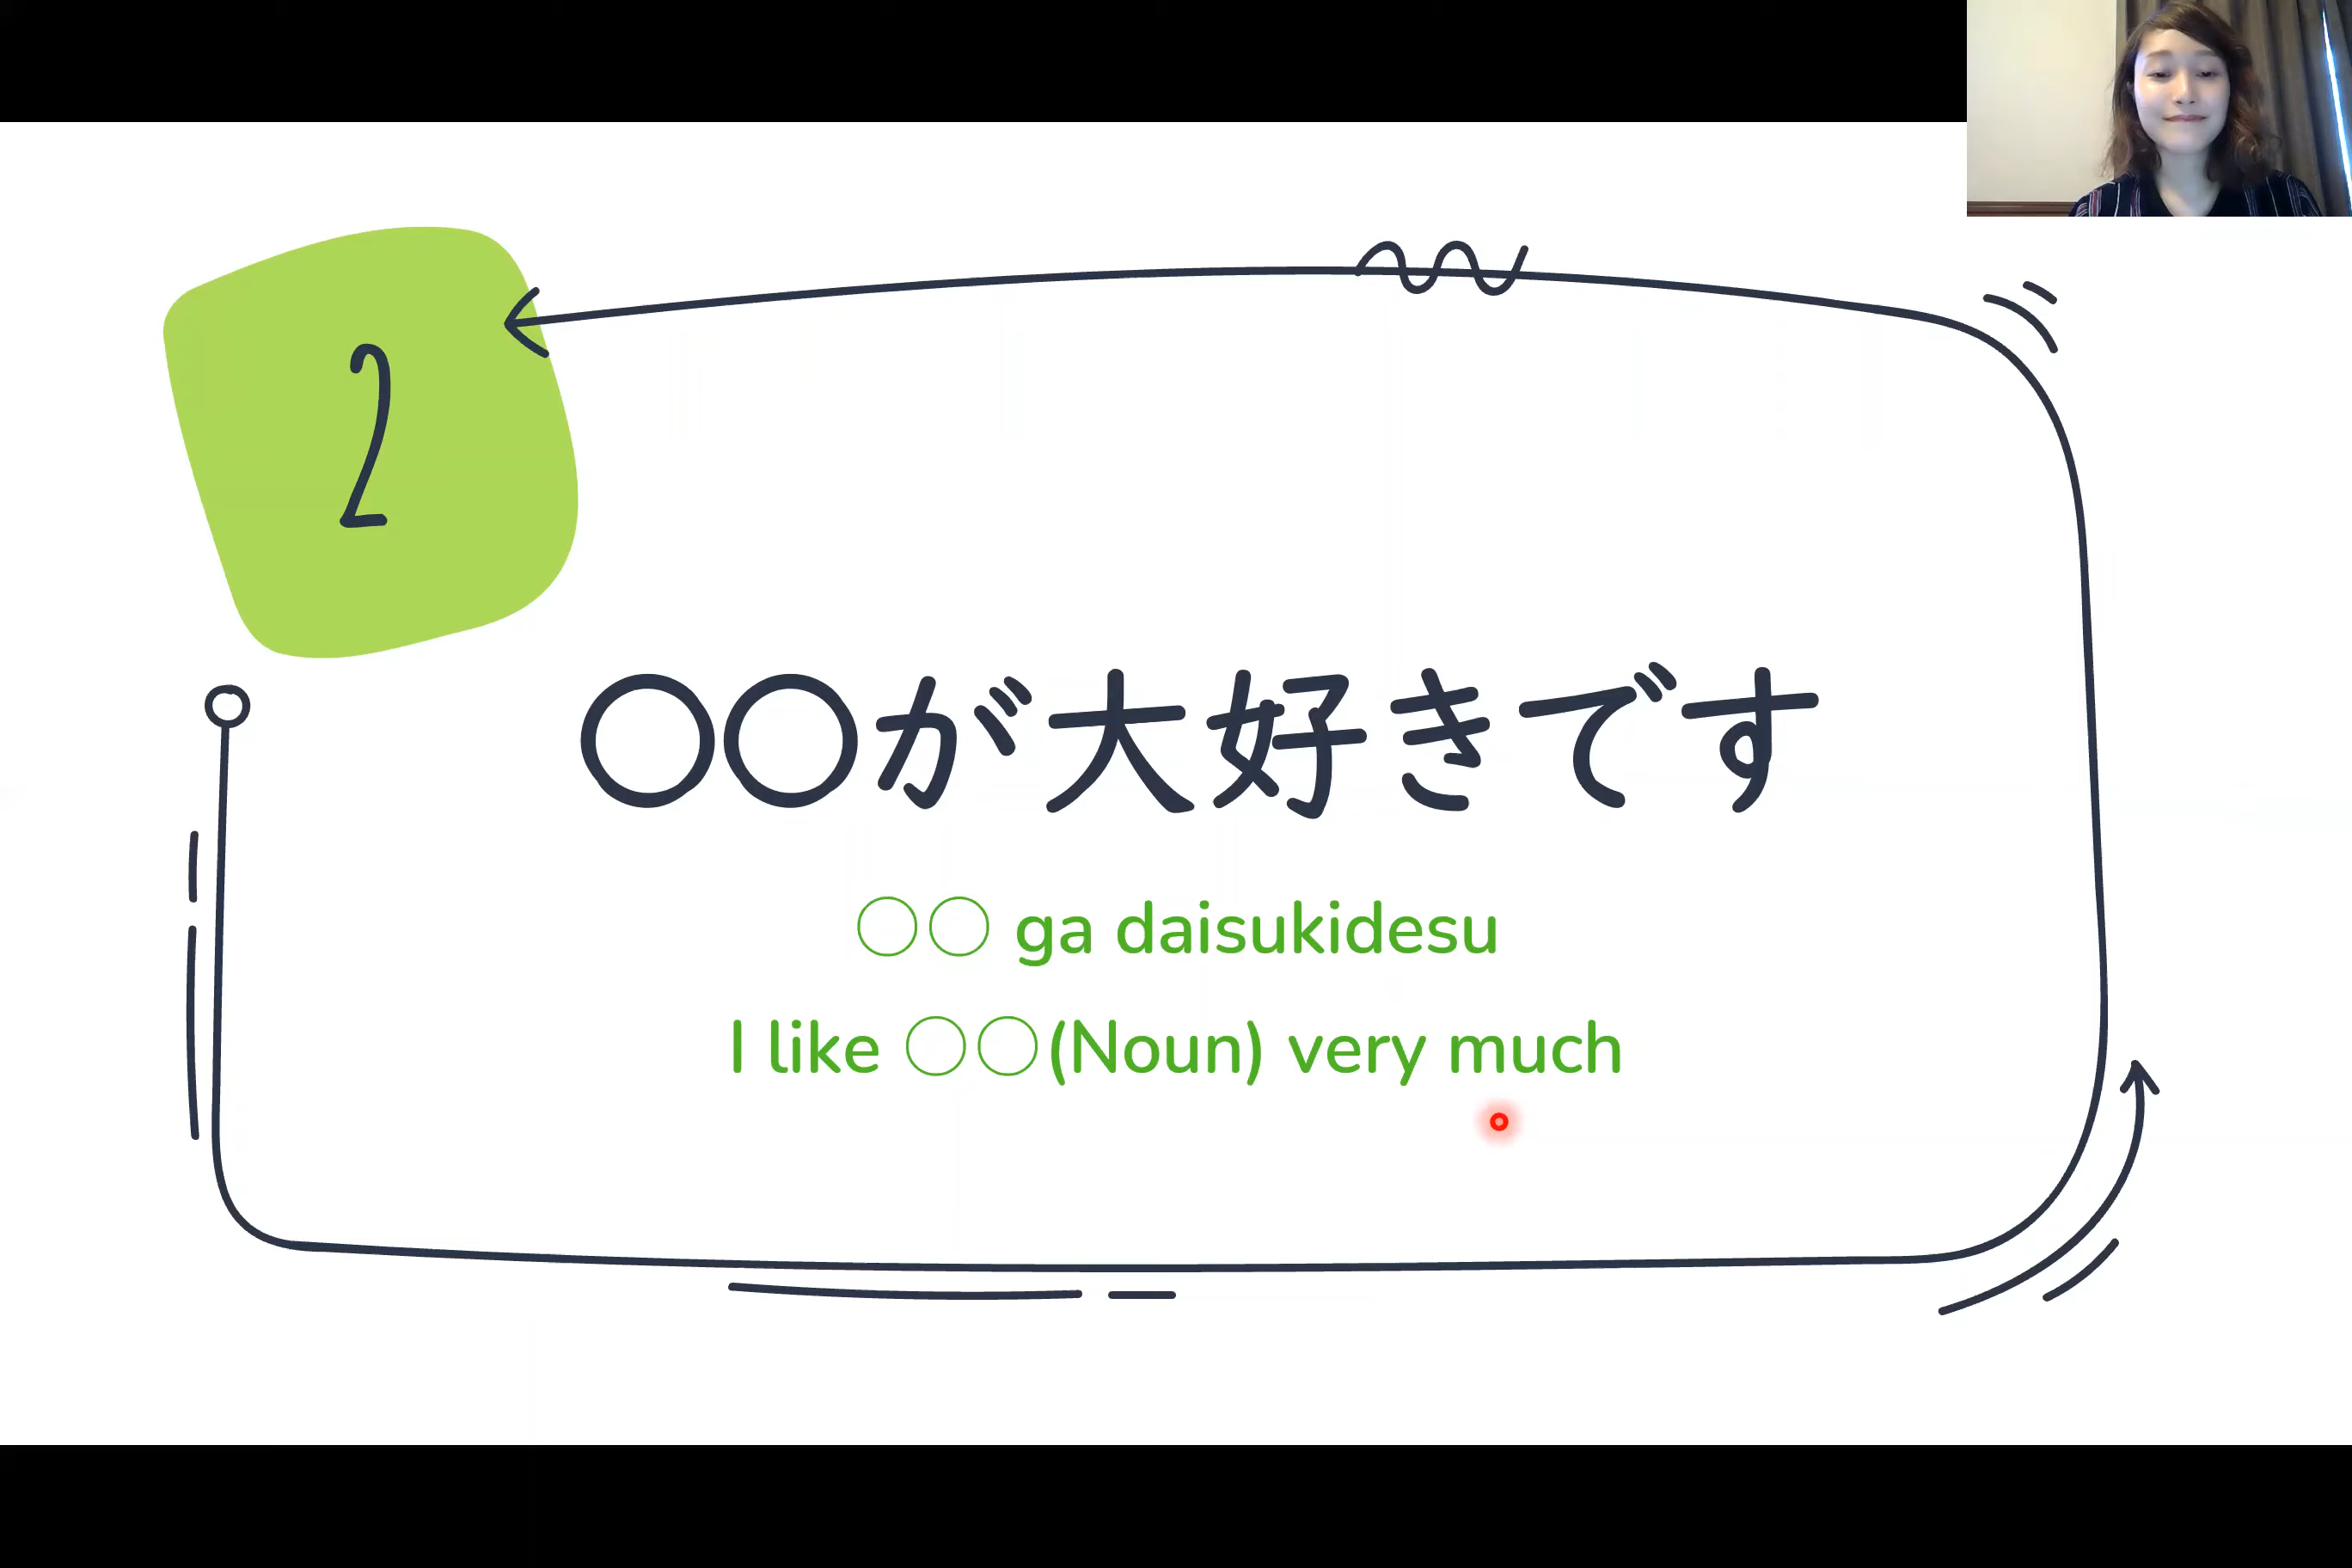 2
〇〇が大好きです
〇〇 ga daisukidesu
I like 〇〇(Noun) very much